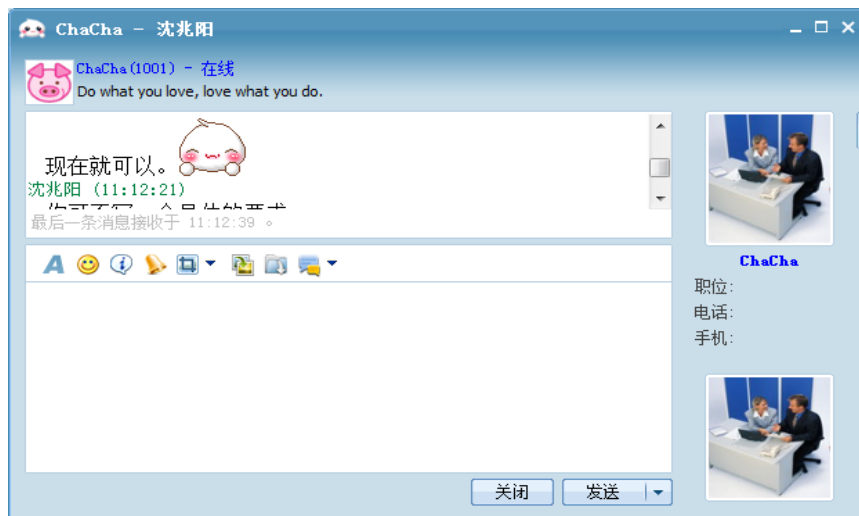 ChaCha - 沈兆阳
ChaCha(1001) - 在线
Do what you love, love what you do.
现在就可以。
沈兆阳 (11:12:21)
最后一条消息接收于 11:12:39 。
ChaCha
职位:
电话:
手机:
关闭
发送